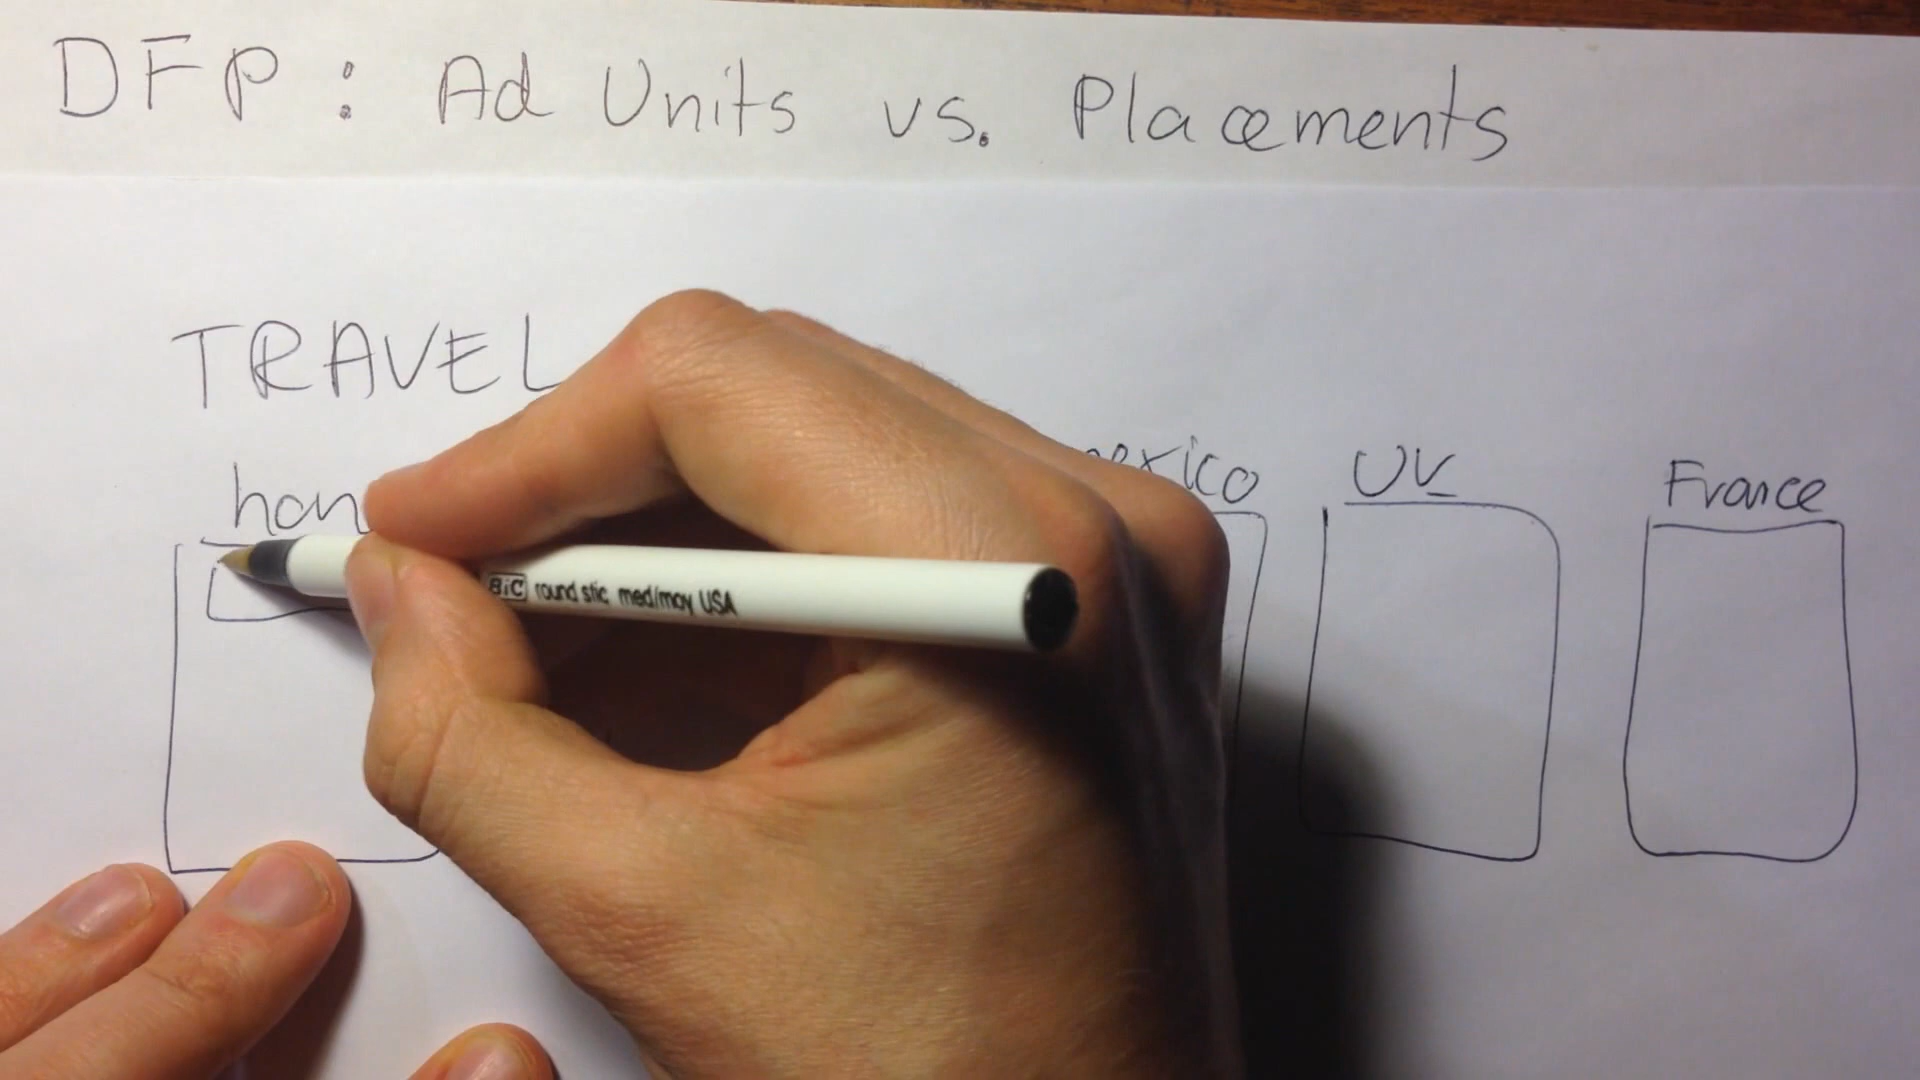 DFP: Ad Units vs. Placements
TRAVEL
UK
France
BiC round stic med/moy USA